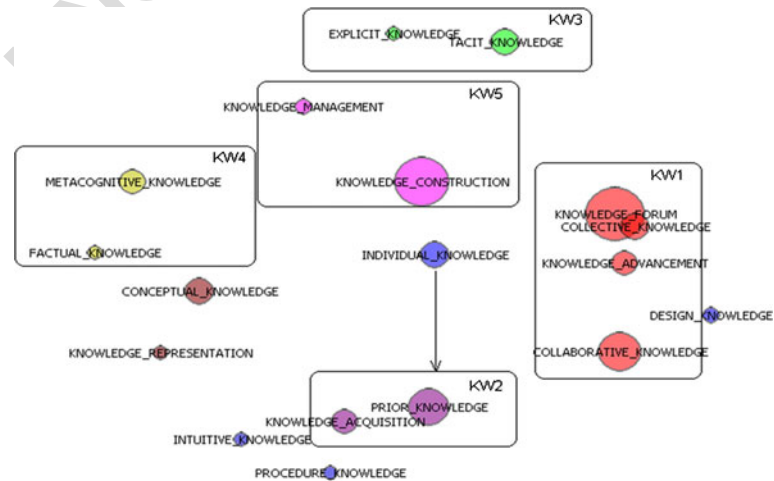 KW3
EXPLICIT_KNOWLEDGE
TACIT_KNOWLEDGE
KW5
KNOWLEDGE_MANAGEMENT
KNOWLEDGE_CONSTRUCTION
KW4
METACOGNITIVE_KNOWLEDGE
FACTUAL_KNOWLEDGE
KW1
KNOWLEDGE_FORUM
COLLECTIVE_KNOWLEDGE
KNOWLEDGE_ADVANCEMENT
COLLABORATIVE_KNOWLEDGE
INDIVIDUAL_KNOWLEDGE
CONCEPTUAL_KNOWLEDGE
DESIGN_KNOWLEDGE
KNOWLEDGE_REPRESENTATION
KW2
PRIOR_KNOWLEDGE
KNOWLEDGE_ACQUISITION
INTUITIVE_KNOWLEDGE
PROCEDURE_KNOWLEDGE